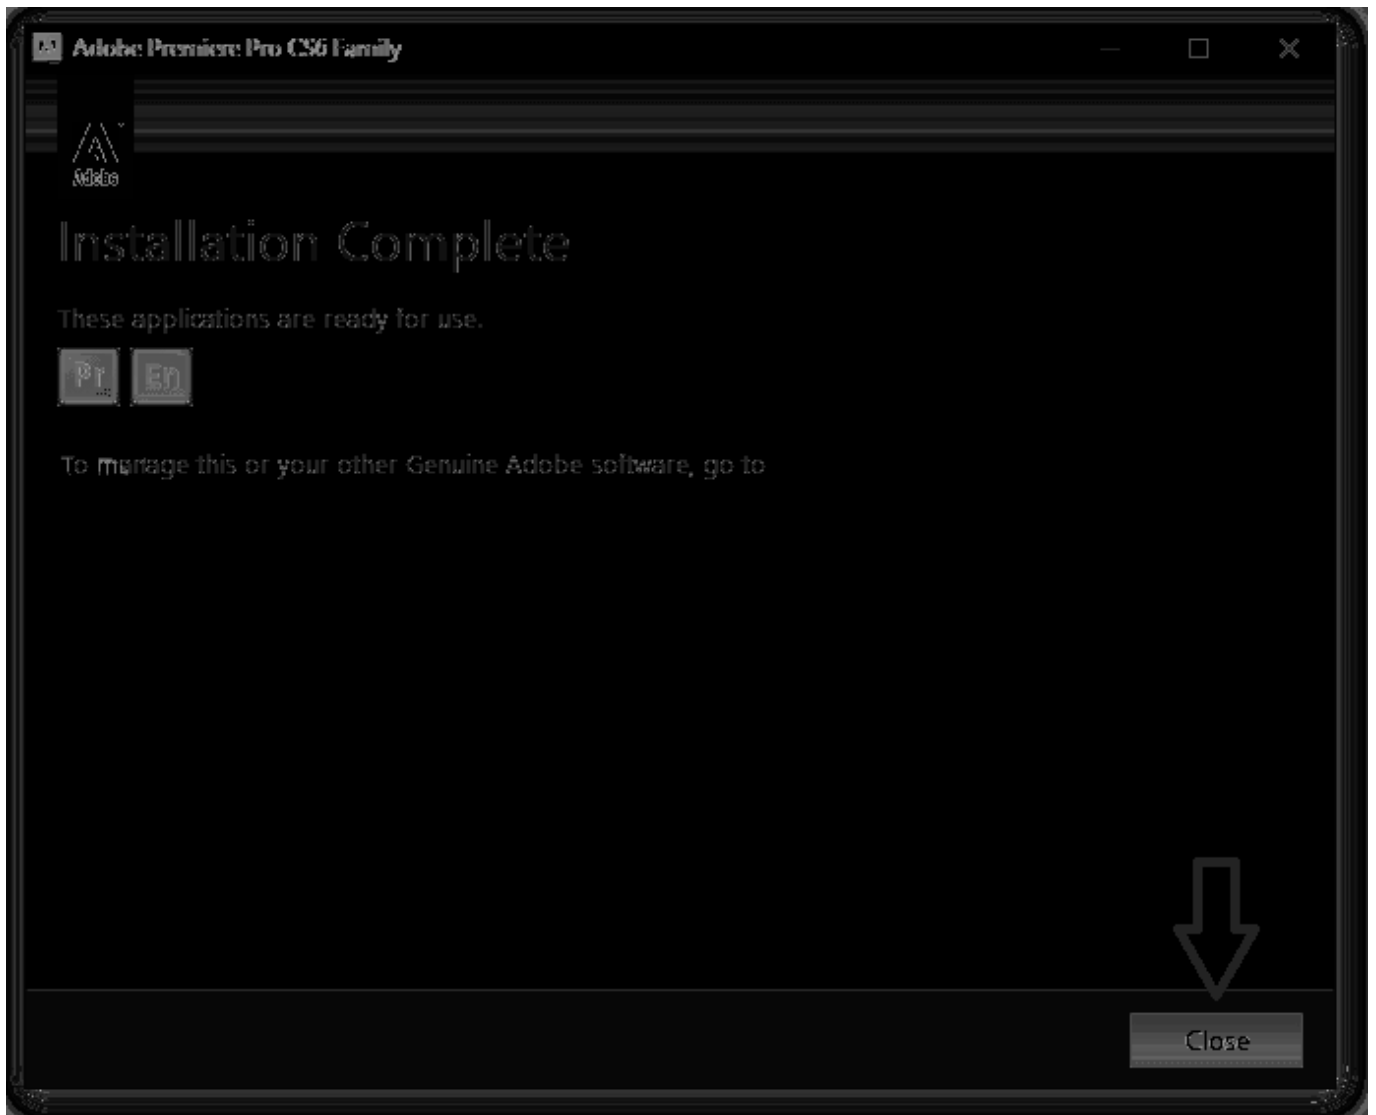 Adobe Premiere Pro CS6 Family
Adobe
Installation Complete
These applications are ready for use.
Pr En
To manage this or your other Genuine Adobe software, go to
Close